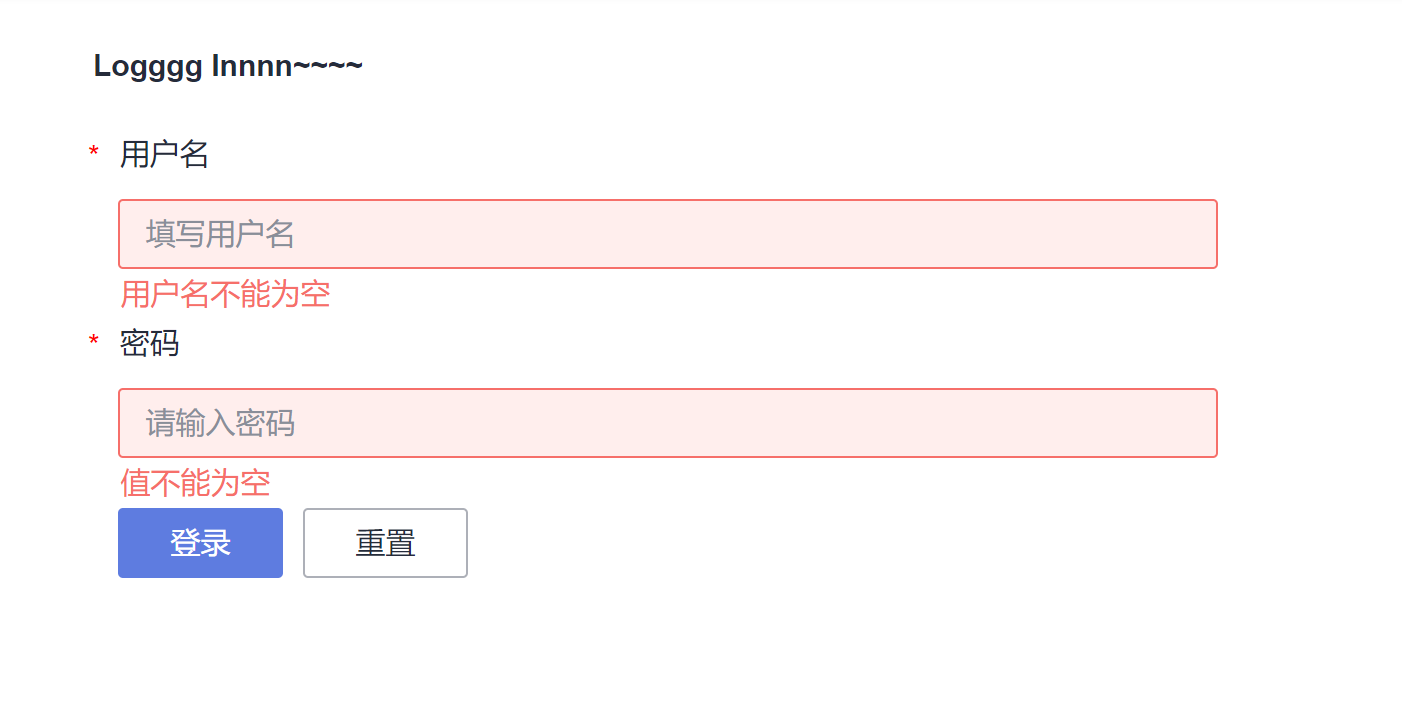 Logggg Innnn~~~~
* 用户名
填写用户名
用户名不能为空
* 密码
请输入密码
值不能为空
登录 重置